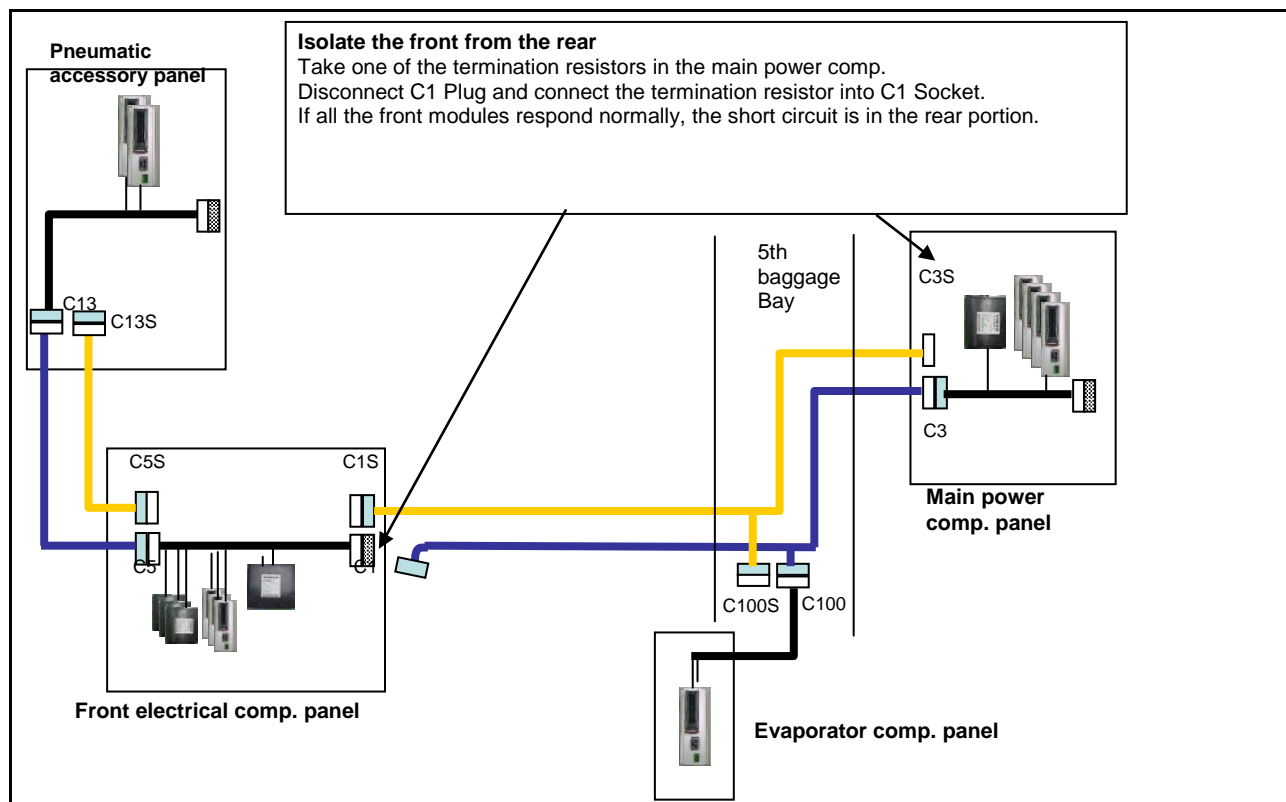 Pneumatic
accessory panel
Isolate the front from the rear
Take one of the termination resistors in the main power comp.
Disconnect C1 Plug and connect the termination resistor into C1 Socket.
If all the front modules respond normally, the short circuit is in the rear portion.
5th
baggage
Bay
C3S
C13
C13S
C3
C5S
C1S
Main power
comp. panel
C5
C1
C100S
C100
Front electrical comp. panel
Evaporator comp. panel